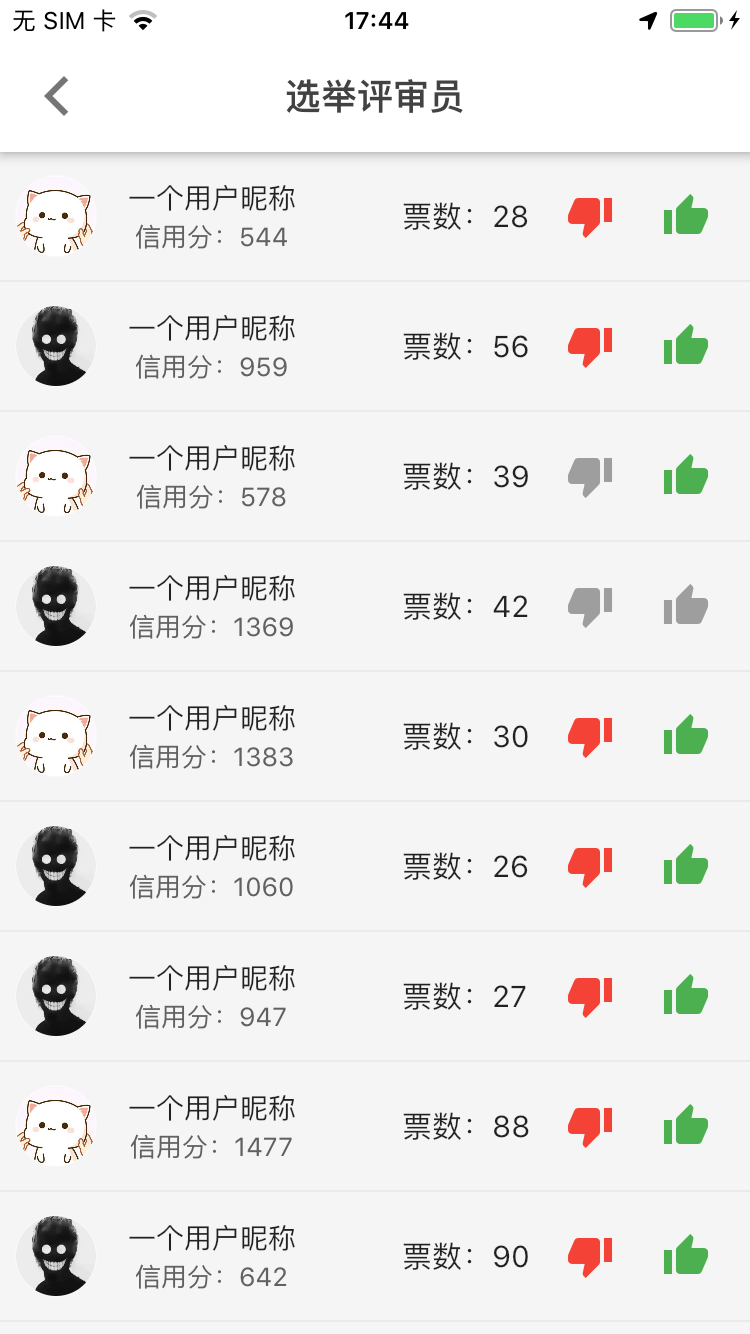 无 SIM 卡 17:44
选举评审员
一个用户昵称
信用分：544
票数：28
一个用户昵称
信用分：959
票数：56
一个用户昵称
信用分：578
票数：39
一个用户昵称
信用分：1369
票数：42
一个用户昵称
信用分：1383
票数：30
一个用户昵称
信用分：1060
票数：26
一个用户昵称
信用分：947
票数：27
一个用户昵称
信用分：1477
票数：88
一个用户昵称
信用分：642
票数：90